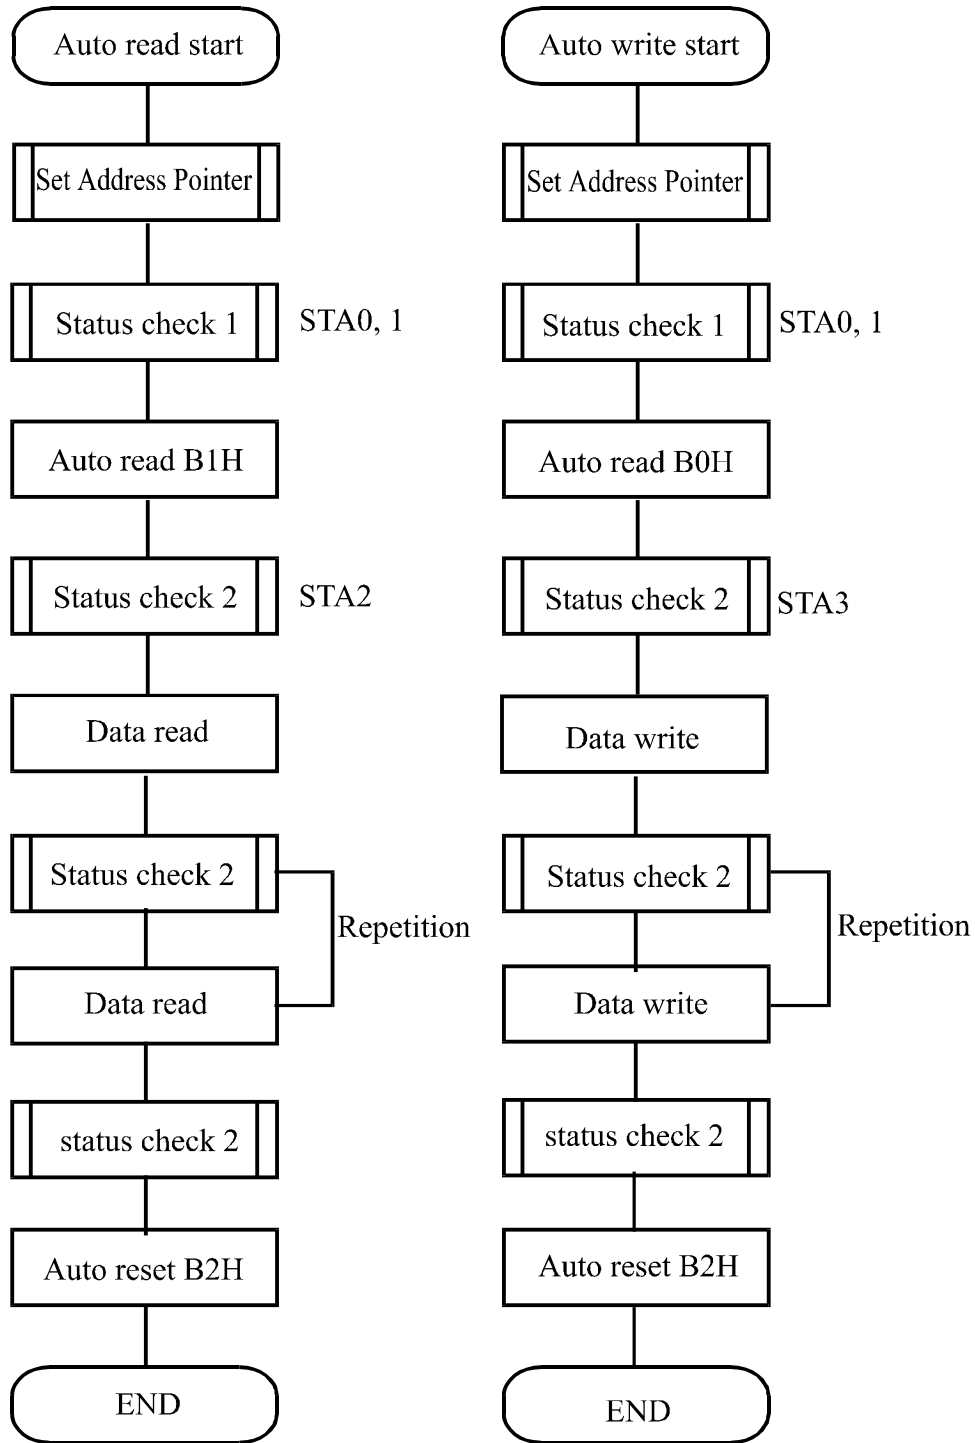 Auto read start
Set Address Pointer
Status check 1
STA0, 1
Auto read B1H
Status check 2
STA2
Data read
Status check 2
Repetition
Data read
status check 2
Auto reset B2H
END
Auto write start
Set Address Pointer
Status check 1
STA0, 1
Auto read B0H
Status check 2
STA3
Data write
Status check 2
Repetition
Data write
status check 2
Auto reset B2H
END